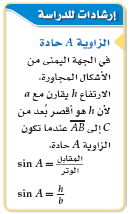 إرشادات للدراسة
الزاوية A حادة
في الجهة اليمنى من
الأشكال المجاورة،
الارتفاع h يقارن مع a
لأن h هو أقصر بُعد من
C إلى AB عندما تكون
الزاوية A حادة.
sin A = المقابل / الوتر
sin A = h / b